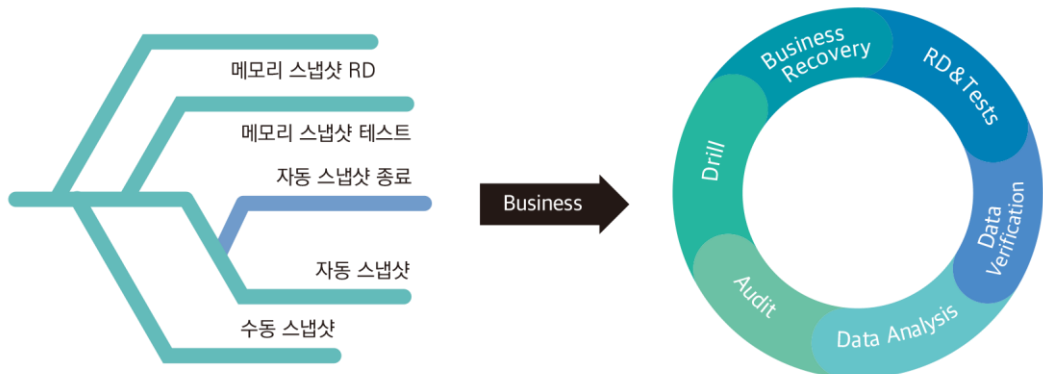 메모리 스냅샷 RD
메모리 스냅샷 테스트
자동 스냅샷 종료
자동 스냅샷
수동 스냅샷
Business
Business
Recovery
RD&Tests
Data
Verification
Data Analysis
Audit
Drill